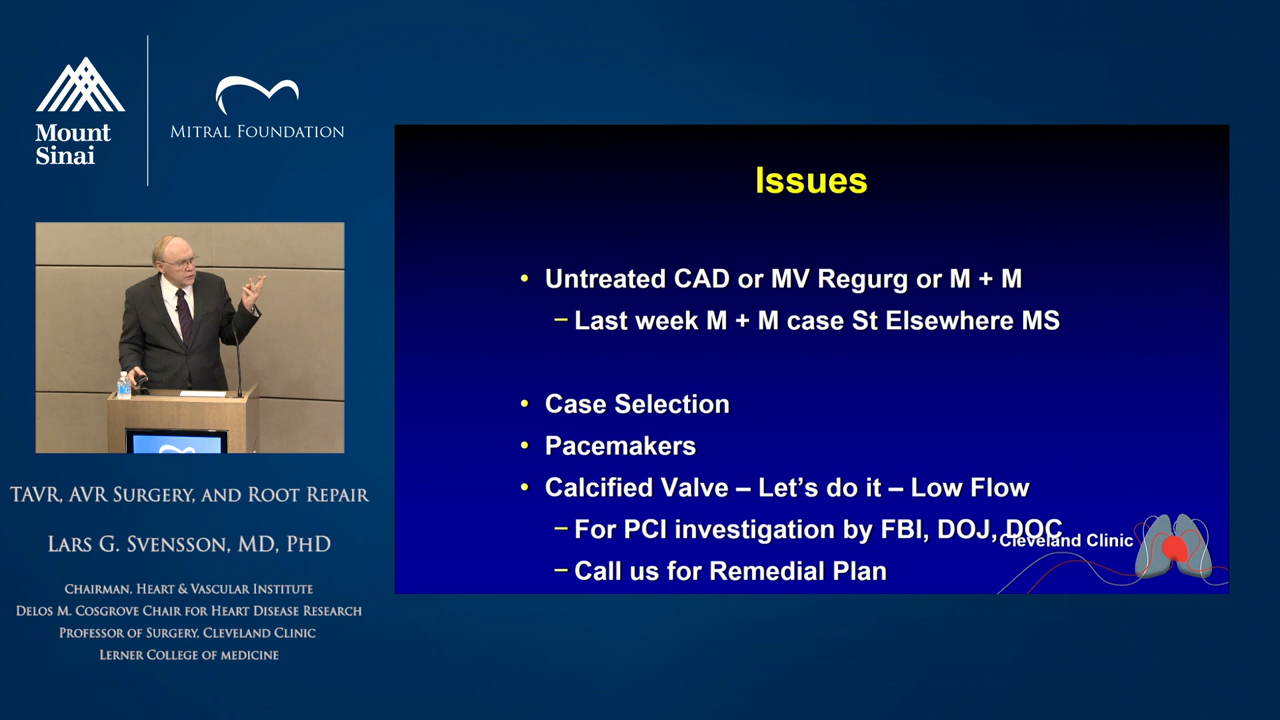 Mount
Sinai
Mitral Foundation
TAVR, AVR Surgery, and Root Repair
Lars G. Svensson, MD, PhD
Chairman, Heart & Vascular Institute
Delos M. Cosgrove Chair for Heart Disease Research
Professor of Surgery, Cleveland Clinic
Lerner College of medicine
Issues
• Untreated CAD or MV Regurg or M + M
– Last week M + M case St Elsewhere MS
• Case Selection
• Pacemakers
• Calcified Valve – Let's do it – Low Flow
– For PCI investigation by FBI, DOJ, DOC
Cleveland Clinic
– Call us for Remedial Plan